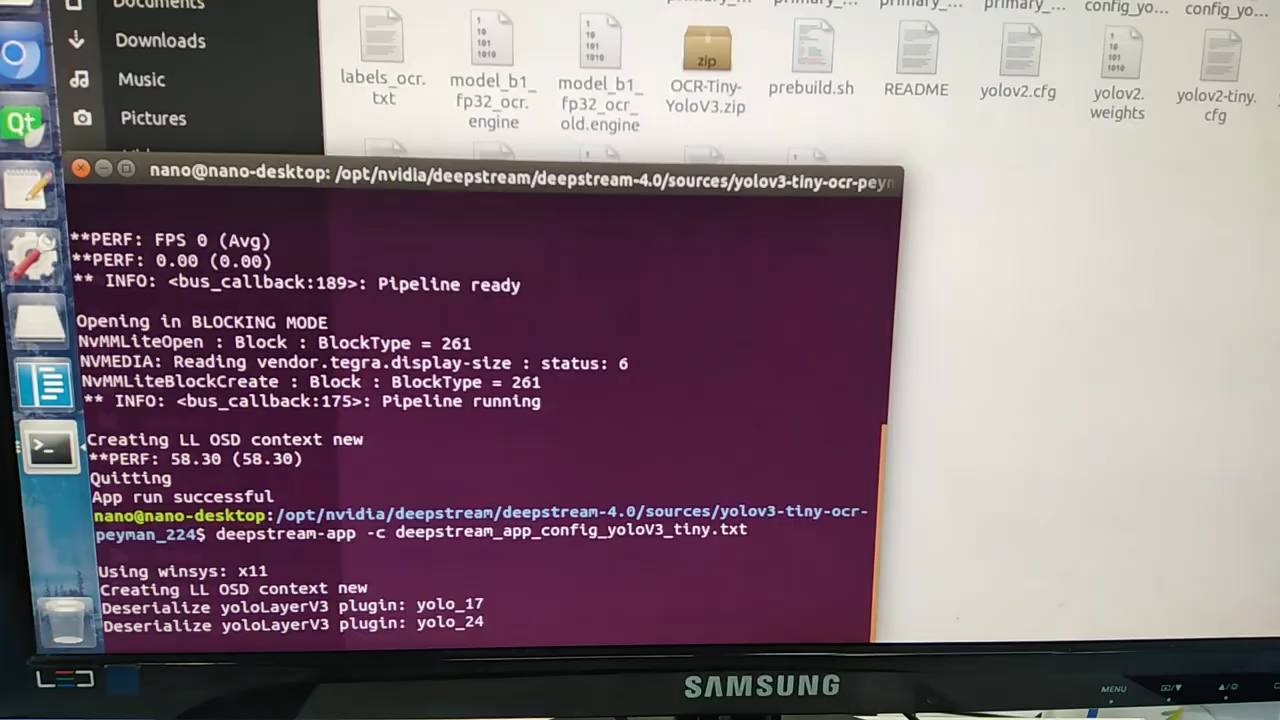 Documents
Downloads
Music
Pictures
primary_...
primary_...
primary_...
primary_...
config_yo...
config_yo...
labels_ocr.
txt
model_b1_
fp32_ocr.
engine
model_b1_
fp32_ocr_
old.engine
zip
OCR-Tiny-
YoloV3.zip
prebuild.sh
README
yolov2.cfg
yolov2.
weights
yolov2-tiny.
cfg
Qt
nano@nano-desktop: /opt/nvidia/deepstream/deepstream-4.0/sources/yolov3-tiny-ocr-peym
**PERF: FPS 0 (Avg)
**PERF: 0.00 (0.00)
** INFO: <bus_callback:189>: Pipeline ready
Opening in BLOCKING MODE
NvMMLiteOpen : Block : BlockType = 261
NVMEDIA: Reading vendor.tegra.display-size : status: 6
NvMMLiteBlockCreate : Block : BlockType = 261
** INFO: <bus_callback:175>: Pipeline running
Creating LL OSD context new
**PERF: 58.30 (58.30)
Quitting
App run successful
nano@nano-desktop:/opt/nvidia/deepstream/deepstream-4.0/sources/yolov3-tiny-ocr-
peyman_224$ deepstream-app -c deepstream_app_config_yoloV3_tiny.txt
Using winsys: x11
Creating LL OSD context new
Deserialize yoloLayerV3 plugin: yolo_17
Deserialize yoloLayerV3 plugin: yolo_24
SAMSUNG
MENU